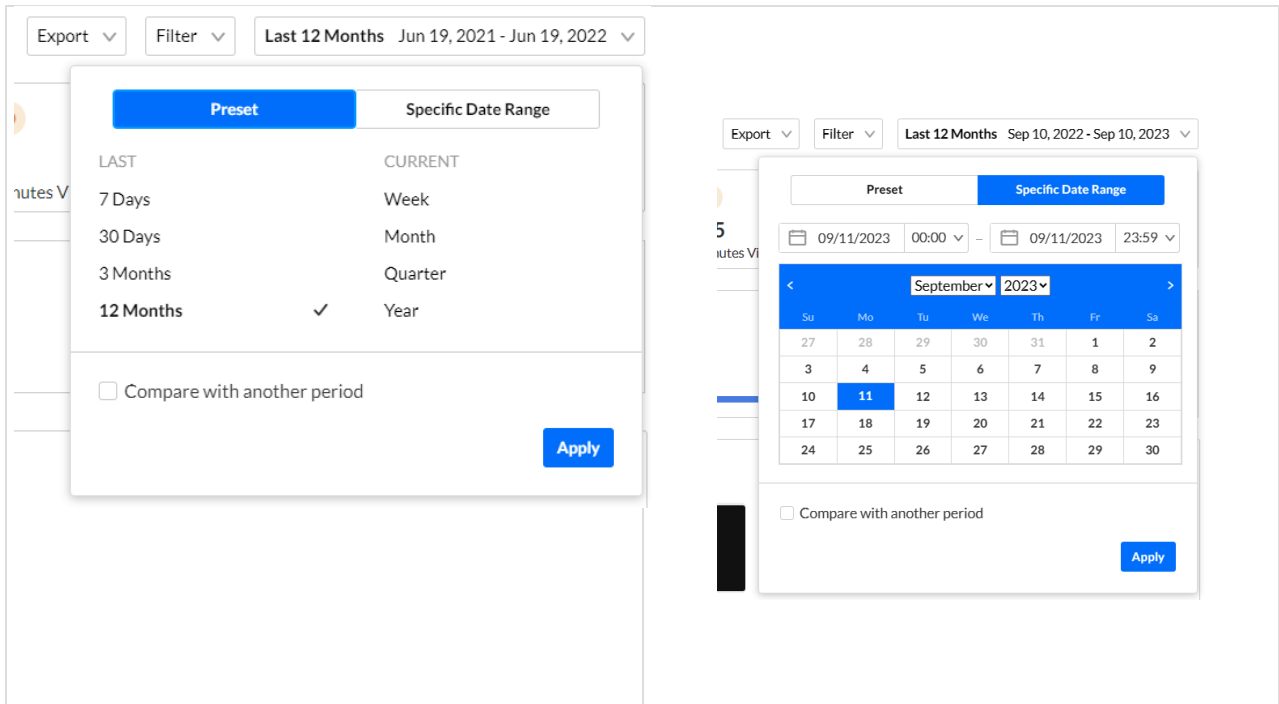 Export Filter Last 12 Months Jun 19, 2021 - Jun 19, 2022
Preset Specific Date Range
LAST CURRENT
7 Days Week
30 Days Month
3 Months Quarter
12 Months Year
Compare with another period
Apply
Export Filter Last 12 Months Sep 10, 2022 - Sep 10, 2023
Preset Specific Date Range
5
09/11/2023 00:00 – 09/11/2023 23:59
September 2023
Su Mo Tu We Th Fr Sa
27 28 29 30 31 1 2
3 4 5 6 7 8 9
10 11 12 13 14 15 16
17 18 19 20 21 22 23
24 25 26 27 28 29 30
Compare with another period
Apply